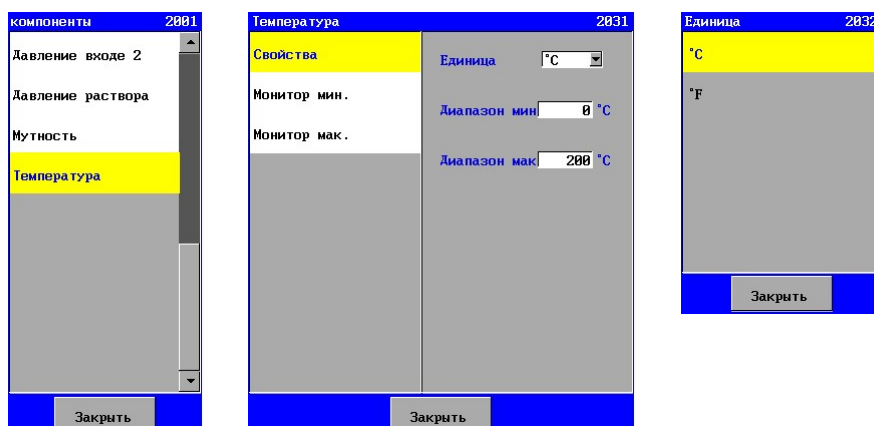 компоненты 2001
Давление входе 2
Давление раствора
Мутность
Температура
Закрыть
Температура 2031
Свойства
Монитор мин.
Монитор мак.
Единица °C
Диапазон мин 0 °C
Диапазон мак 200 °C
Закрыть
Единица 2032
°C
°F
Закрыть